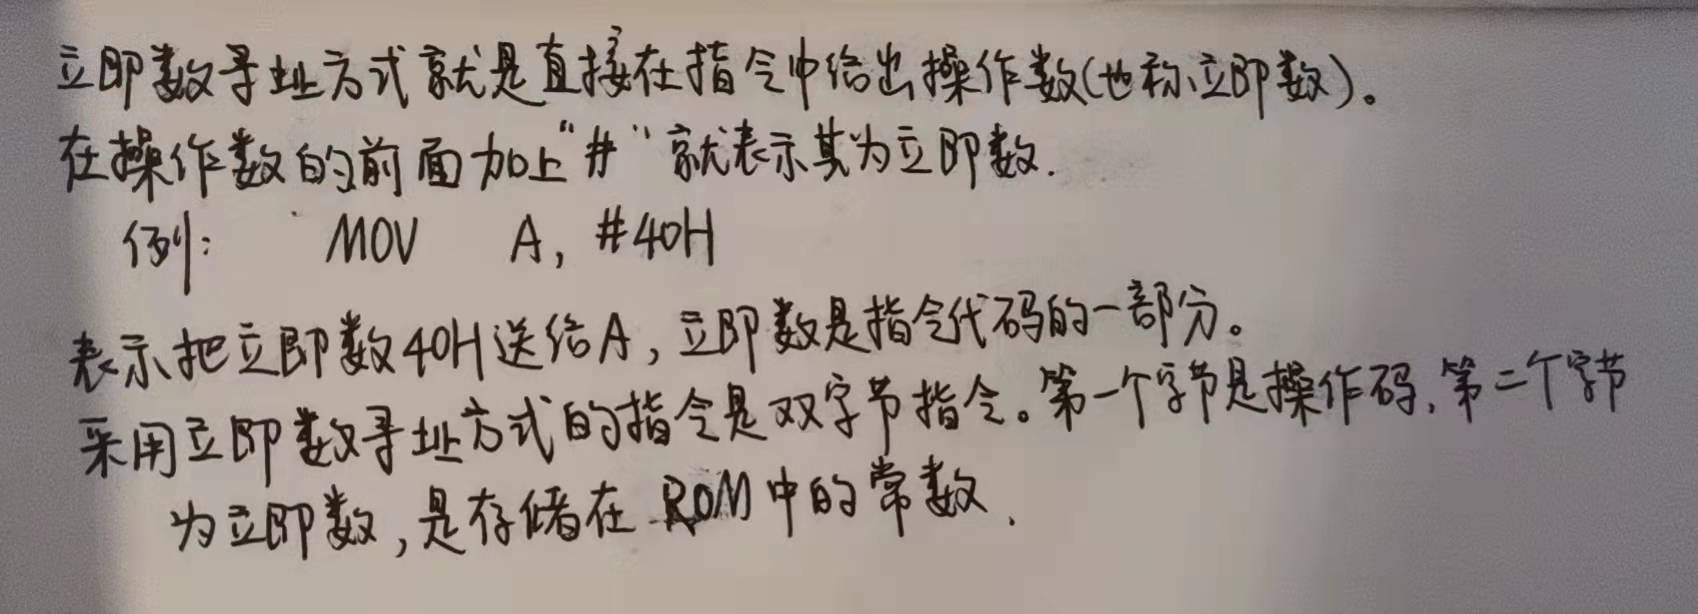 立即数寻址方式就是直接在指令中给出操作数(也称立即数)。
在操作数的前面加上“#”就表示其为立即数.
例: MOV A, #40H
表示把立即数40H送给A,立即数是指令代码的一部分。
采用立即数寻址方式的指令是双字节指令。第一个字节是操作码,第二个字节
为立即数,是存储在ROM中的常数.